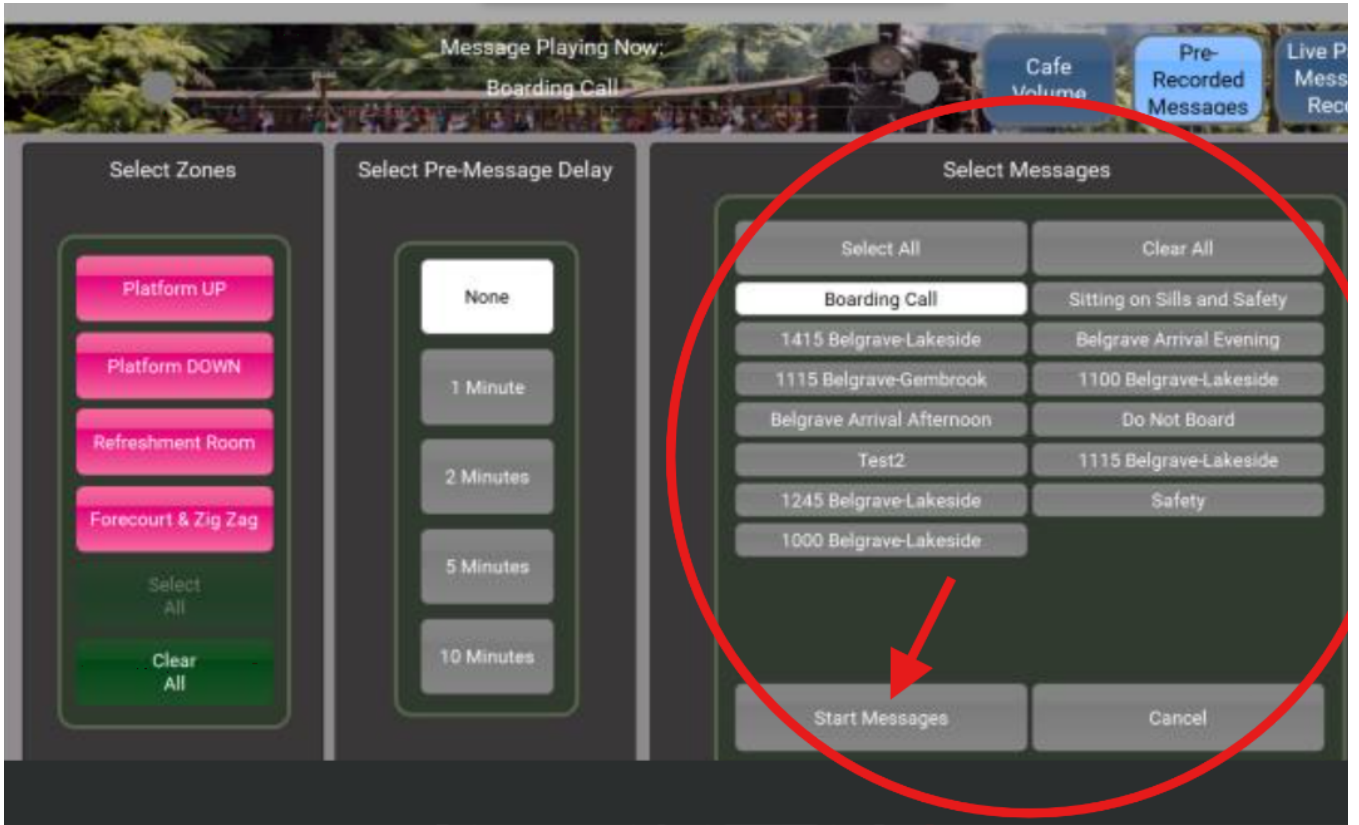 Message Playing Now:
Boarding Call
Cafe
Volume
Pre-
Recorded
Messages
Live
Select Zones
Select Pre-Message Delay
Select Messages
Platform UP
Platform DOWN
Refreshment Room
Forecourt & Zig Zag
Select
All
Clear
All
None
1 Minute
2 Minutes
5 Minutes
10 Minutes
Select All
Clear All
Boarding Call
Sitting on Sills and Safety
1415 Belgrave-Lakeside
Belgrave Arrival Evening
1115 Belgrave-Gembrook
1100 Belgrave-Lakeside
Belgrave Arrival Afternoon
Do Not Board
Test2
1115 Belgrave-Lakeside
1245 Belgrave-Lakeside
Safety
1000 Belgrave-Lakeside
Start Messages
Cancel